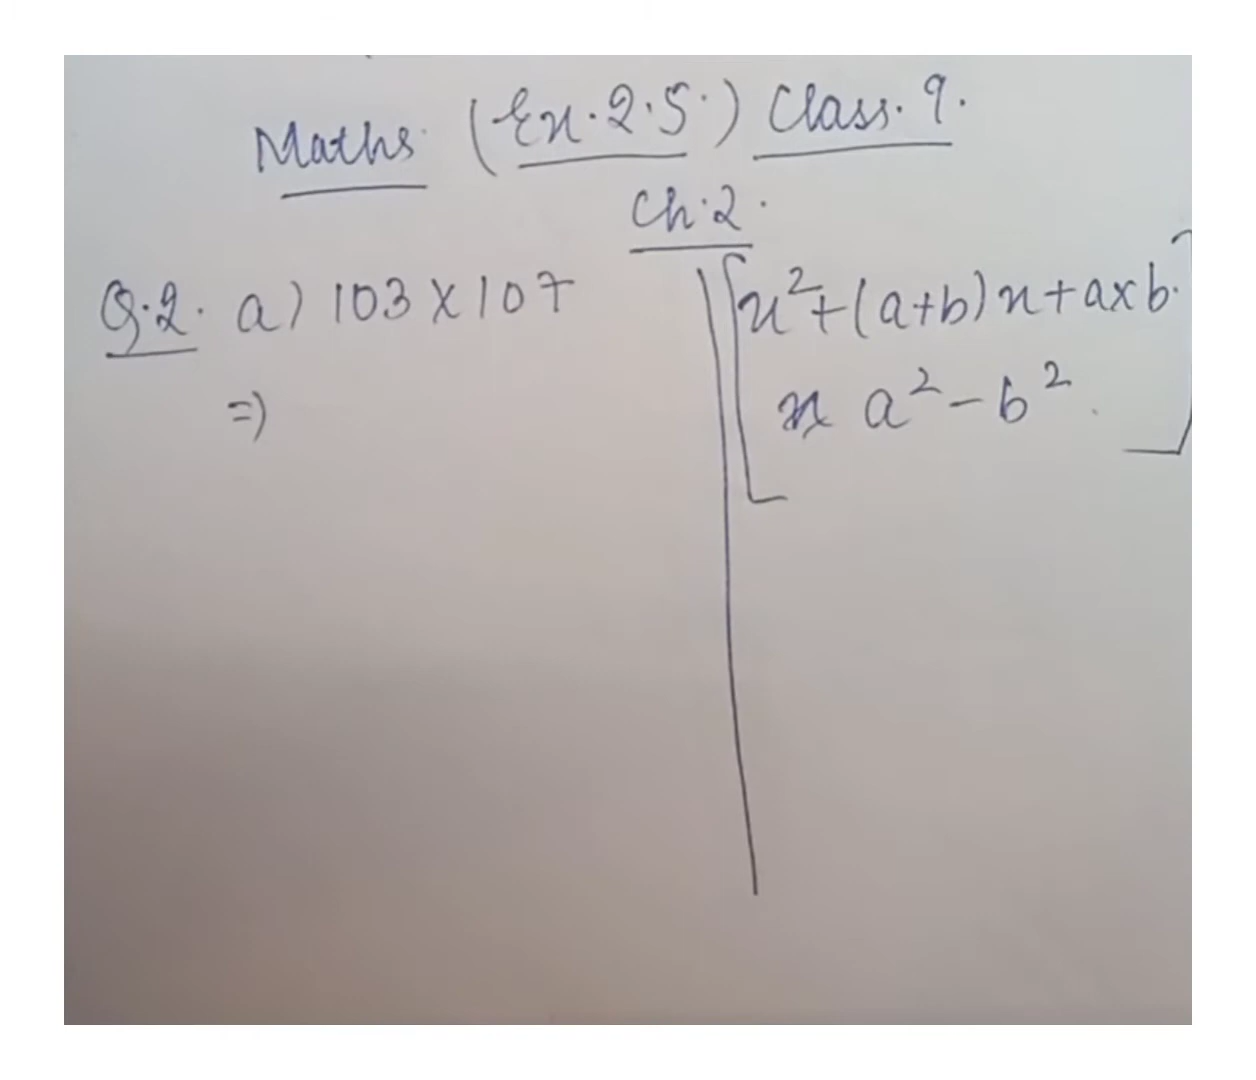 Maths (Ex. 2.5.) Class. 9.
Ch. 2.
Q.2. a) 103 x 107
=>
[x²+(a+b)x+axb.]
a²-b².